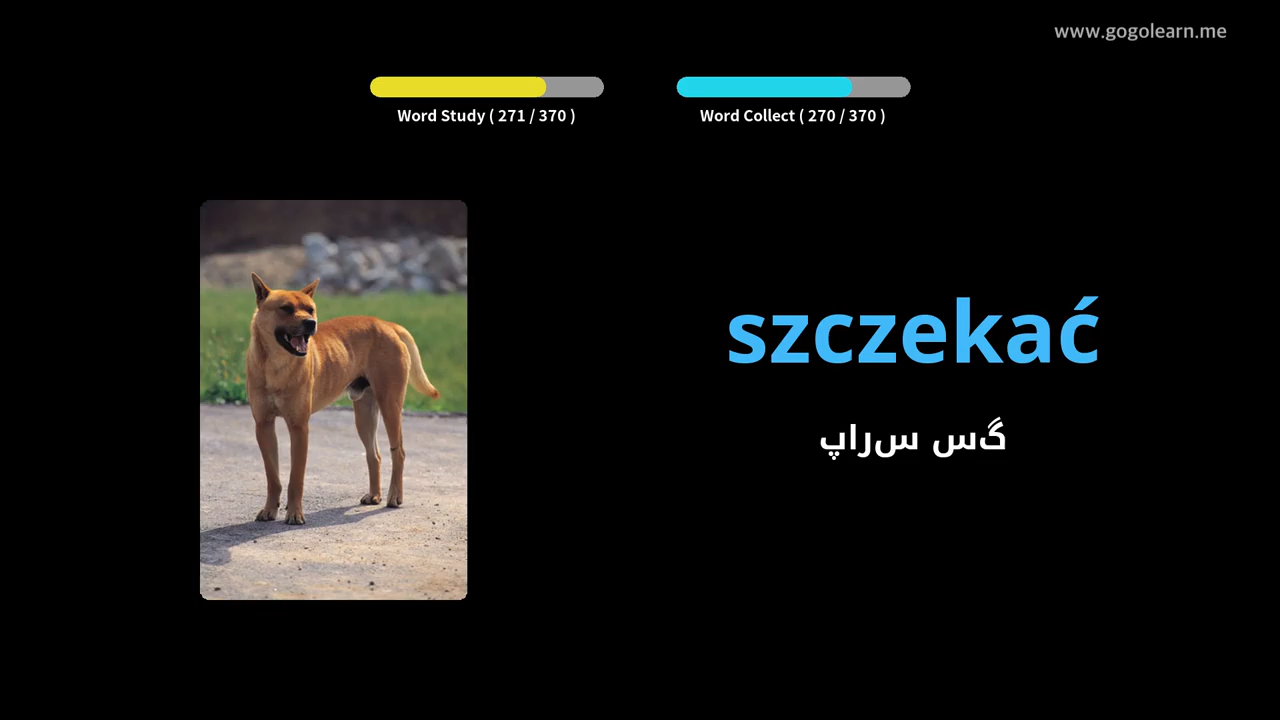 www.gogolearn.me
Word Study ( 271 / 370 )
Word Collect ( 270 / 370 )
szczekać
گس سراپ